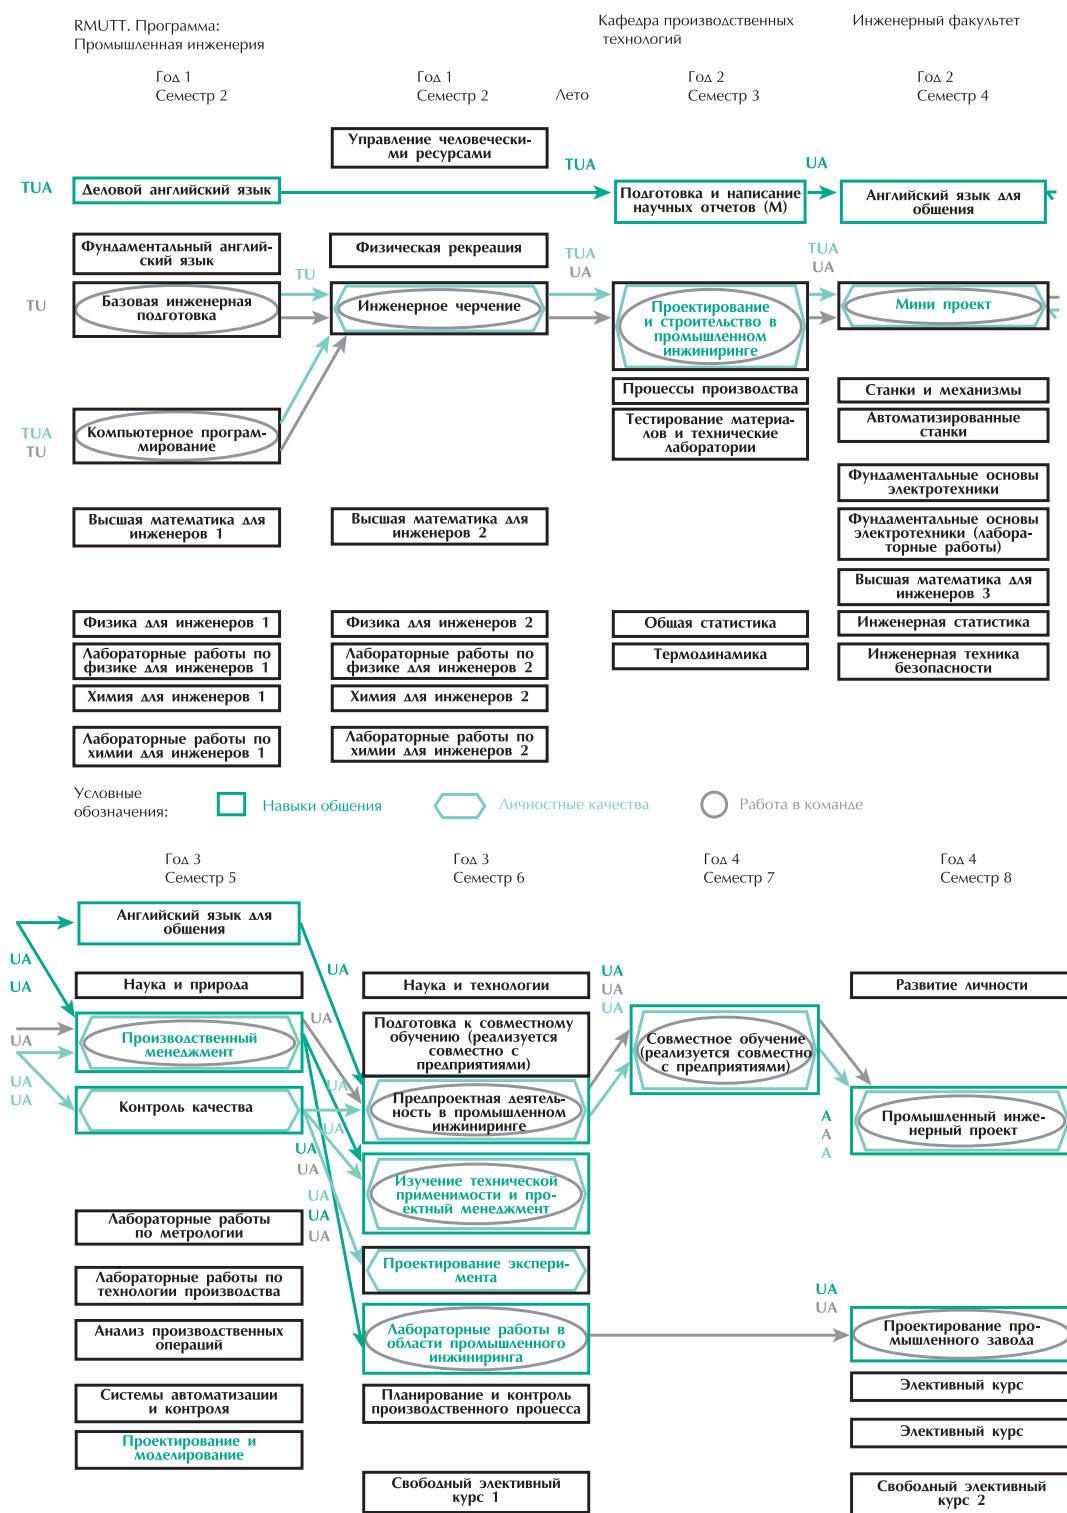 RMUTT. Программа:
Промышленная инженерия
Кафедра производственных
технологий
Инженерный факультет
Год 1
Семестр 2
Год 1
Семестр 2
Лето
Год 2
Семестр 3
Год 2
Семестр 4
Управление человечески-
ми ресурсами
TUA
Деловой английский язык
TUA
Подготовка и написание
научных отчетов (М)
UA
Английский язык для
общения
Фундаментальный англий-
ский язык
Физическая рекреация
TU
Базовая инженерная
подготовка
TU
Инженерное черчение
TUA
UA
Проектирование
и строительство в
промышленном
инжиниринге
TUA
UA
Мини проект
Процессы производства
Станки и механизмы
TUA
TU
Компьютерное програм-
мирование
Тестирование материа-
лов и технические
лаборатории
Автоматизированные
станки
Фундаментальные основы
электротехники
Высшая математика для
инженеров 1
Высшая математика для
инженеров 2
Фундаментальные основы
электротехники (лабора-
торные работы)
Высшая математика для
инженеров 3
Физика для инженеров 1
Физика для инженеров 2
Общая статистика
Инженерная статистика
Лабораторные работы по
физике для инженеров 1
Лабораторные работы по
физике для инженеров 2
Термодинамика
Инженерная техника
безопасности
Химия для инженеров 1
Химия для инженеров 2
Лабораторные работы по
химии для инженеров 1
Лабораторные работы по
химии для инженеров 2
Условные
обозначения:
Навыки общения
Личностные качества
Работа в команде
Год 3
Семестр 5
Год 3
Семестр 6
Год 4
Семестр 7
Год 4
Семестр 8
Английский язык для
общения
UA
UA
UA
UA
UA
UA
Наука и природа
Наука и технологии
Развитие личности
UA
Производственный
менеджмент
UA
Подготовка к совместному
обучению (реализуется
совместно с
предприятиями)
Совместное обучение
(реализуется совместно
с предприятиями)
UA
UA
Контроль качества
UA
UA
Предпроектная деятель-
ность в промышленном
инжиниринге
A
A
A
Промышленный инже-
нерный проект
UA
UA
Изучение технической
применимости и про-
ектный менеджмент
UA
UA
UA
Лабораторные работы
по метрологии
Проектирование экспери-
мента
Лабораторные работы по
технологии производства
UA
UA
Анализ производственных
операций
Лабораторные работы в
области промышленного
инжиниринга
Проектирование про-
мышленного завода
Системы автоматизации
и контроля
Планирование и контроль
производственного процесса
Элективный курс
Проектирование и
моделирование
Элективный курс
Свободный элективный
курс 1
Свободный элективный
курс 2